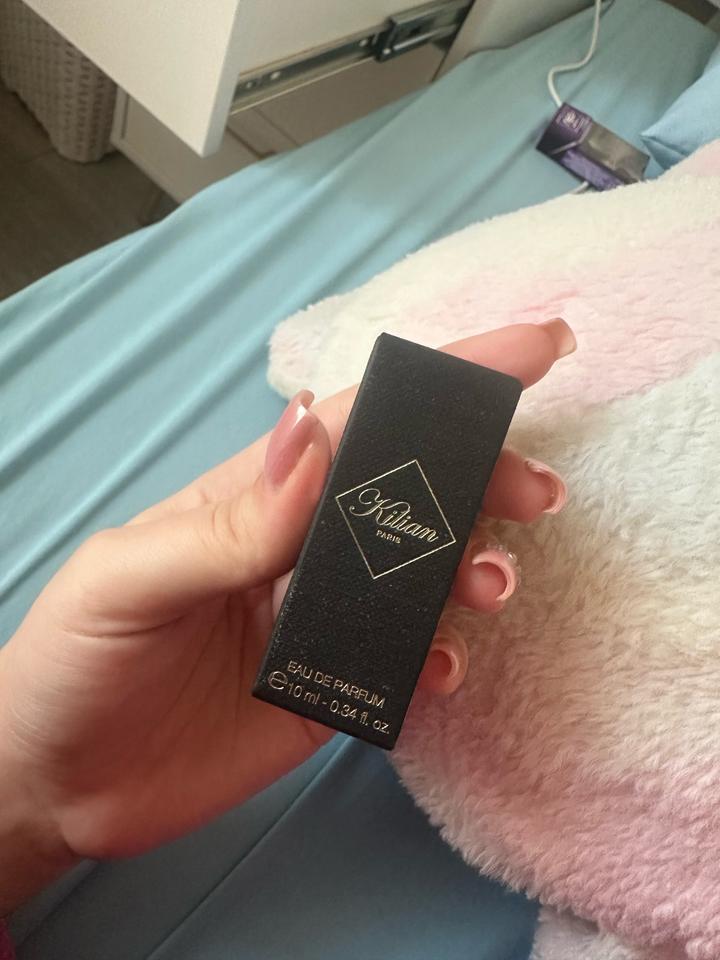 Kilian
PARIS
EAU DE PARFUM
℮10 ml - 0.34 fl. oz.